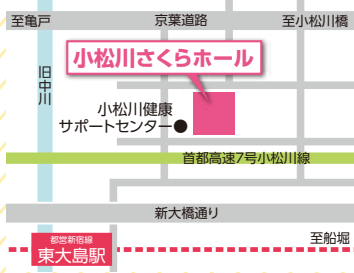 至亀戸
京葉道路
至小松川橋
小松川さくらホール
旧中川
小松川健康
サポートセンター
首都高速7号小松川線
新大橋通り
都営新宿線
東大島駅
至船堀